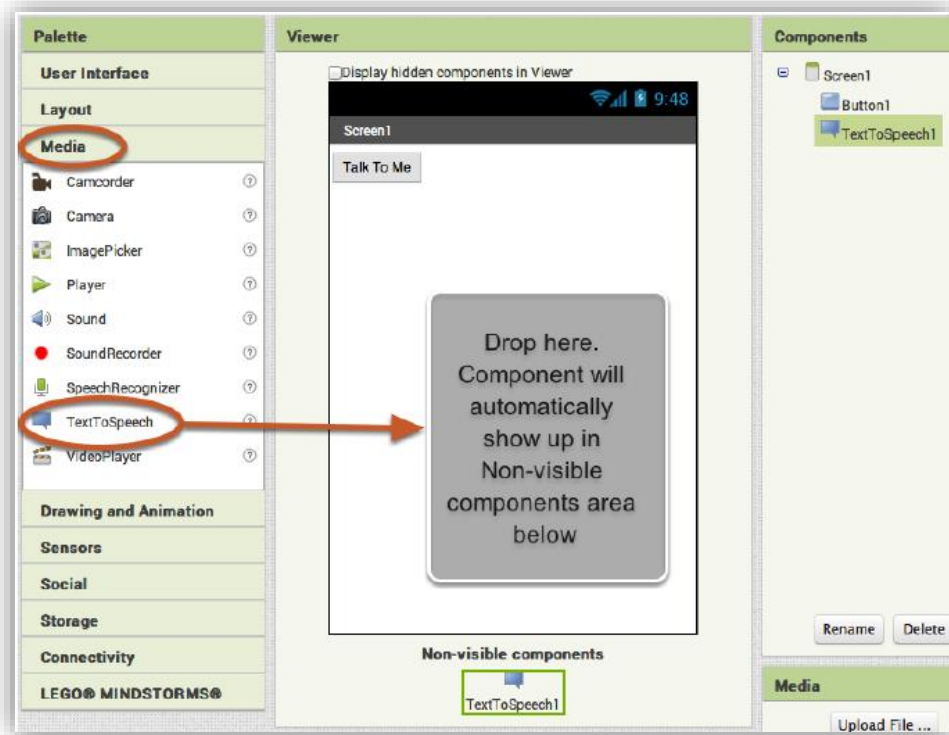 Palette
User Interface
Layout
Media
Camcorder
Camera
ImagePicker
Player
Sound
SoundRecorder
SpeechRecognizer
TextToSpeech
VideoPlayer
Drawing and Animation
Sensors
Social
Storage
Connectivity
LEGO® MINDSTORMS®
Viewer
Display hidden components in Viewer
9:48
Screen1
Talk To Me
Drop here.
Component will
automatically
show up in
Non-visible
components area
below
Non-visible components
TextToSpeech1
Components
Screen1
Button1
TextToSpeech1
Rename Delete
Media
Upload File ...